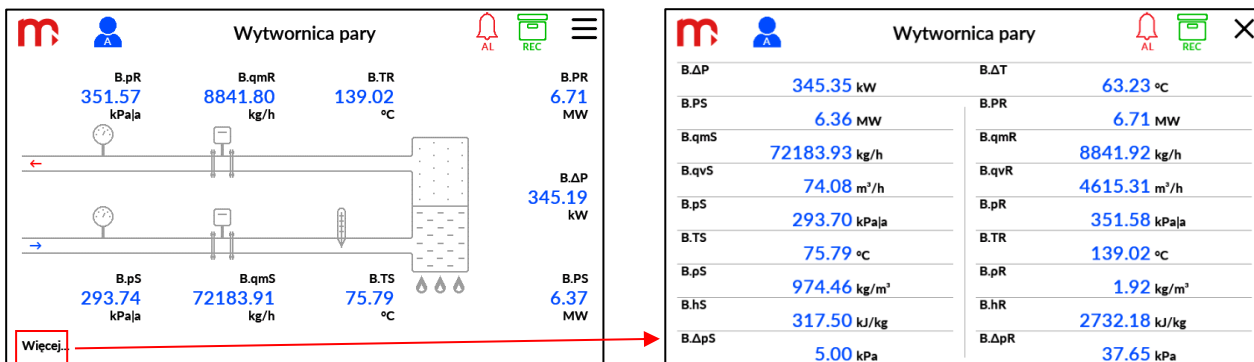 m
A
Wytwornica pary
AL
REC
B.pR
B.qmR
B.TR
B.PR
351.57
8841.80
139.02
6.71
kPa|a
kg/h
°C
MW
←
B.ΔP
345.19
kW
→
B.pS
B.qmS
B.TS
B.PS
293.74
72183.91
75.79
6.37
kPa|a
kg/h
°C
MW
Więcej...
m
A
Wytwornica pary
AL
REC
B.ΔP
345.35 kW
B.ΔT
63.23 °C
B.PS
6.36 MW
B.PR
6.71 MW
B.qmS
72183.93 kg/h
B.qmR
8841.92 kg/h
B.qvS
74.08 m³/h
B.qvR
4615.31 m³/h
B.pS
293.70 kPa|a
B.pR
351.58 kPa|a
B.TS
75.79 °C
B.TR
139.02 °C
B.ρS
974.46 kg/m³
B.ρR
1.92 kg/m³
B.hS
317.50 kJ/kg
B.hR
2732.18 kJ/kg
B.ΔpS
5.00 kPa
B.ΔpR
37.65 kPa